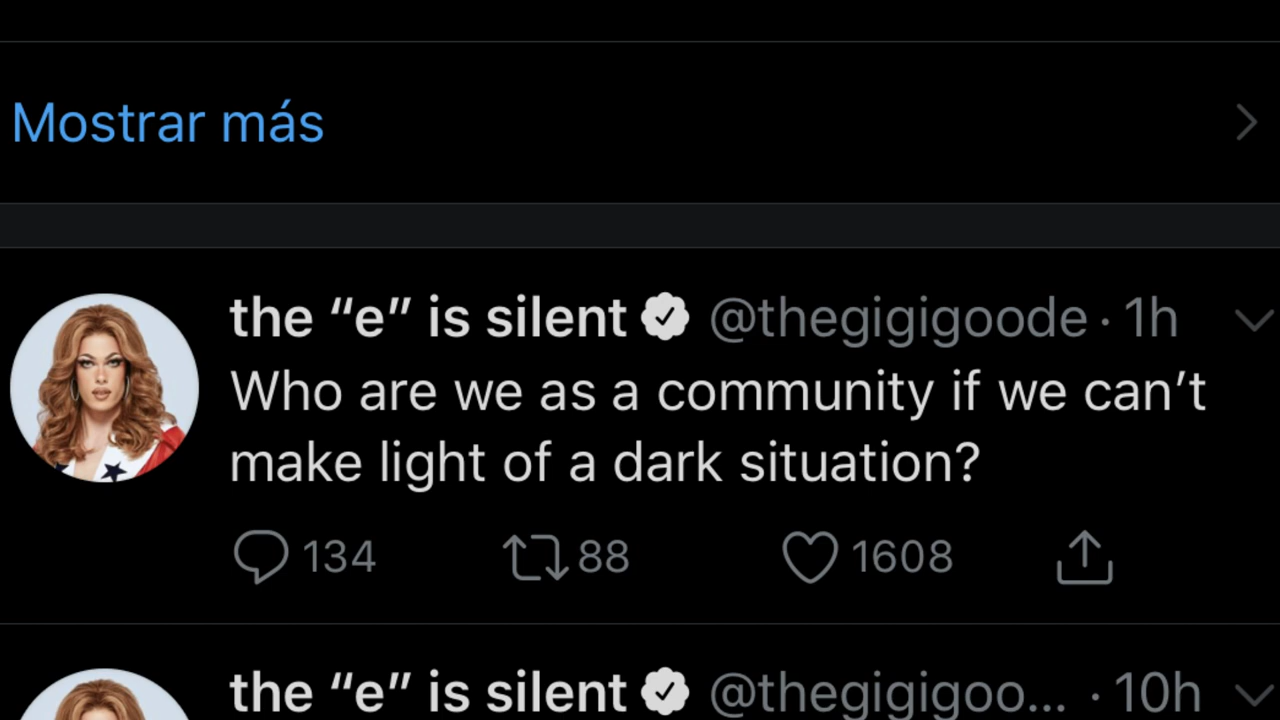 Mostrar más
the “e” is silent @thegigigoode · 1h
Who are we as a community if we can’t
make light of a dark situation?
134 88 1608
the “e” is silent @thegigigoo... · 10h